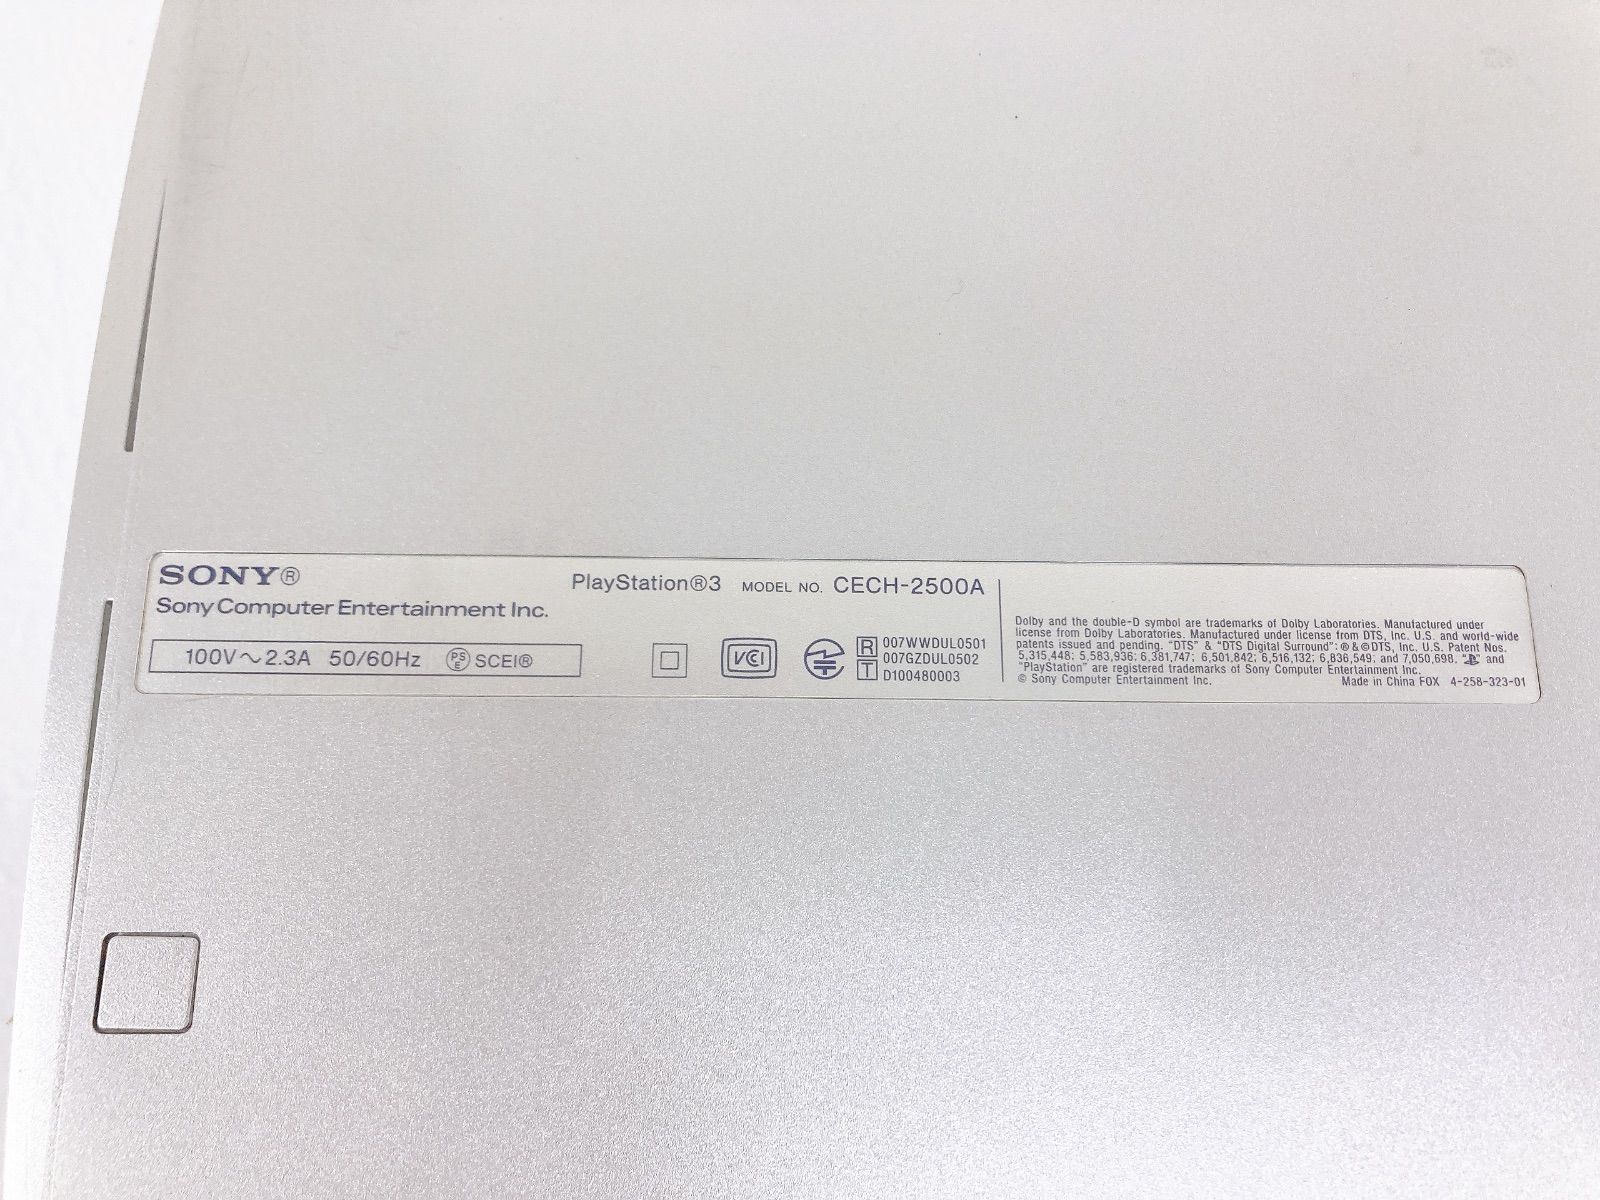 SONY®
Sony Computer Entertainment Inc.
PlayStation®3 MODEL NO. CECH-2500A
100V～2.3A 50/60Hz PSE SCEI®
VCCI
R 007WWDUL0501
007GZDUL0502
T D100480003
Dolby and the double-D symbol are trademarks of Dolby Laboratories. Manufactured under
license from Dolby Laboratories. Manufactured under license from DTS, Inc. U.S. and world-wide
patents issued and pending. "DTS" & "DTS Digital Surround": ® & © DTS, Inc. U.S. Patent Nos.
5,315,448; 5,583,936; 6,381,747; 6,501,842; 6,516,132; 6,836,549; and 7,050,698. " " and
"PlayStation" are registered trademarks of Sony Computer Entertainment Inc.
© Sony Computer Entertainment Inc. Made in China FOX 4-258-323-01